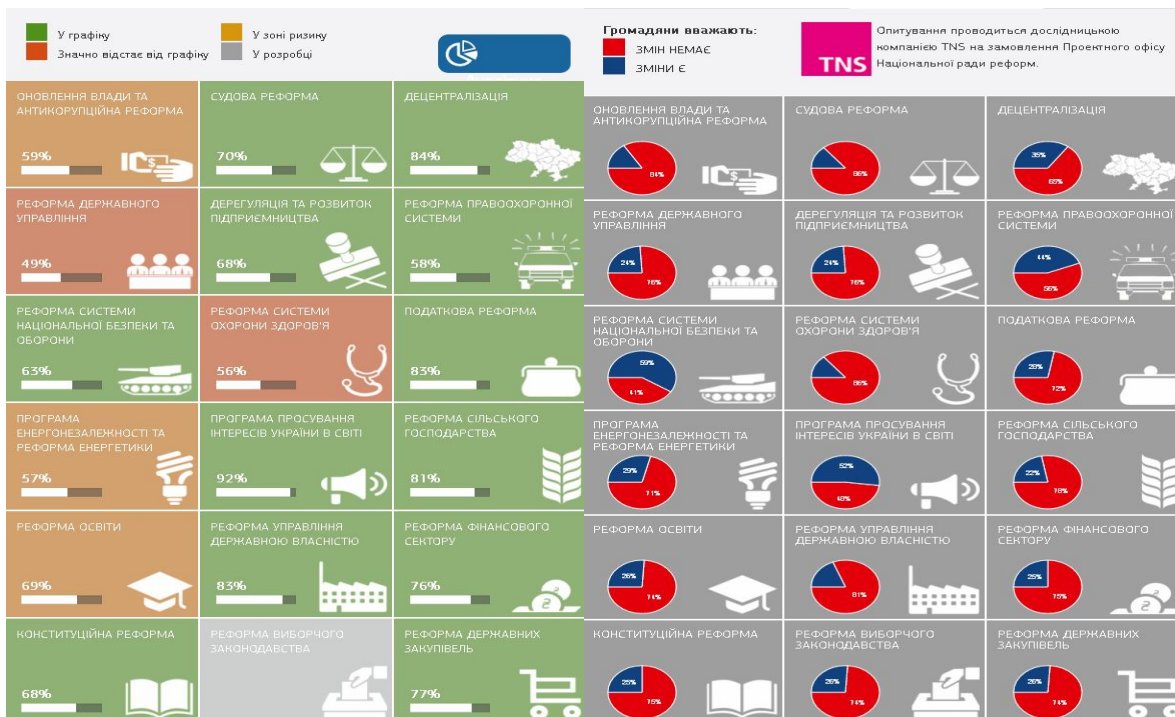 У графіку
У зоні ризику
Значно відстає від графіку
У розробці
ОНОВЛЕННЯ ВЛАДИ ТА
АНТИКОРУПЦІЙНА РЕФОРМА
59%
СУДОВА РЕФОРМА
70%
ДЕЦЕНТРАЛІЗАЦІЯ
84%
РЕФОРМА ДЕРЖАВНОГО
УПРАВЛІННЯ
49%
ДЕРЕГУЛЯЦІЯ ТА РОЗВИТОК
ПІДПРИЄМНИЦТВА
68%
РЕФОРМА ПРАВООХОРОННОЇ
СИСТЕМИ
58%
РЕФОРМА СИСТЕМИ
НАЦІОНАЛЬНОЇ БЕЗПЕКИ ТА
ОБОРОНИ
63%
РЕФОРМА СИСТЕМИ
ОХОРОНИ ЗДОРОВ'Я
56%
ПОДАТКОВА РЕФОРМА
83%
ПРОГРАМА
ЕНЕРГОНЕЗАЛЕЖНОСТІ ТА
РЕФОРМА ЕНЕРГЕТИКИ
57%
ПРОГРАМА ПРОСУВАННЯ
ІНТЕРЕСІВ УКРАЇНИ В СВІТІ
92%
РЕФОРМА СІЛЬСЬКОГО
ГОСПОДАРСТВА
81%
РЕФОРМА ОСВІТИ
69%
РЕФОРМА УПРАВЛІННЯ
ДЕРЖАВНОЮ ВЛАСНІСТЮ
83%
РЕФОРМА ФІНАНСОВОГО
СЕКТОРУ
76%
КОНСТИТУЦІЙНА РЕФОРМА
68%
РЕФОРМА ВИБОРЧОГО
ЗАКОНОДАВСТВА
РЕФОРМА ДЕРЖАВНИХ
ЗАКУПІВЕЛЬ
77%
Громадяни вважають:
ЗМІН НЕМАЄ
ЗМІНИ Є
TNS
Опитування проводиться дослідницькою
компанією TNS на замовлення Проектного офісу
Національної ради реформ.
ОНОВЛЕННЯ ВЛАДИ ТА
АНТИКОРУПЦІЙНА РЕФОРМА
84%
СУДОВА РЕФОРМА
86%
ДЕЦЕНТРАЛІЗАЦІЯ
35%
65%
РЕФОРМА ДЕРЖАВНОГО
УПРАВЛІННЯ
24%
76%
ДЕРЕГУЛЯЦІЯ ТА РОЗВИТОК
ПІДПРИЄМНИЦТВА
24%
76%
РЕФОРМА ПРАВООХОРОННОЇ
СИСТЕМИ
44%
56%
РЕФОРМА СИСТЕМИ
НАЦІОНАЛЬНОЇ БЕЗПЕКИ ТА
ОБОРОНИ
59%
41%
РЕФОРМА СИСТЕМИ
ОХОРОНИ ЗДОРОВ'Я
86%
ПОДАТКОВА РЕФОРМА
28%
72%
ПРОГРАМА
ЕНЕРГОНЕЗАЛЕЖНОСТІ ТА
РЕФОРМА ЕНЕРГЕТИКИ
29%
71%
ПРОГРАМА ПРОСУВАННЯ
ІНТЕРЕСІВ УКРАЇНИ В СВІТІ
52%
48%
РЕФОРМА СІЛЬСЬКОГО
ГОСПОДАРСТВА
22%
78%
РЕФОРМА ОСВІТИ
26%
74%
РЕФОРМА УПРАВЛІННЯ
ДЕРЖАВНОЮ ВЛАСНІСТЮ
81%
РЕФОРМА ФІНАНСОВОГО
СЕКТОРУ
25%
75%
КОНСТИТУЦІЙНА РЕФОРМА
25%
75%
РЕФОРМА ВИБОРЧОГО
ЗАКОНОДАВСТВА
26%
74%
РЕФОРМА ДЕРЖАВНИХ
ЗАКУПІВЕЛЬ
26%
74%